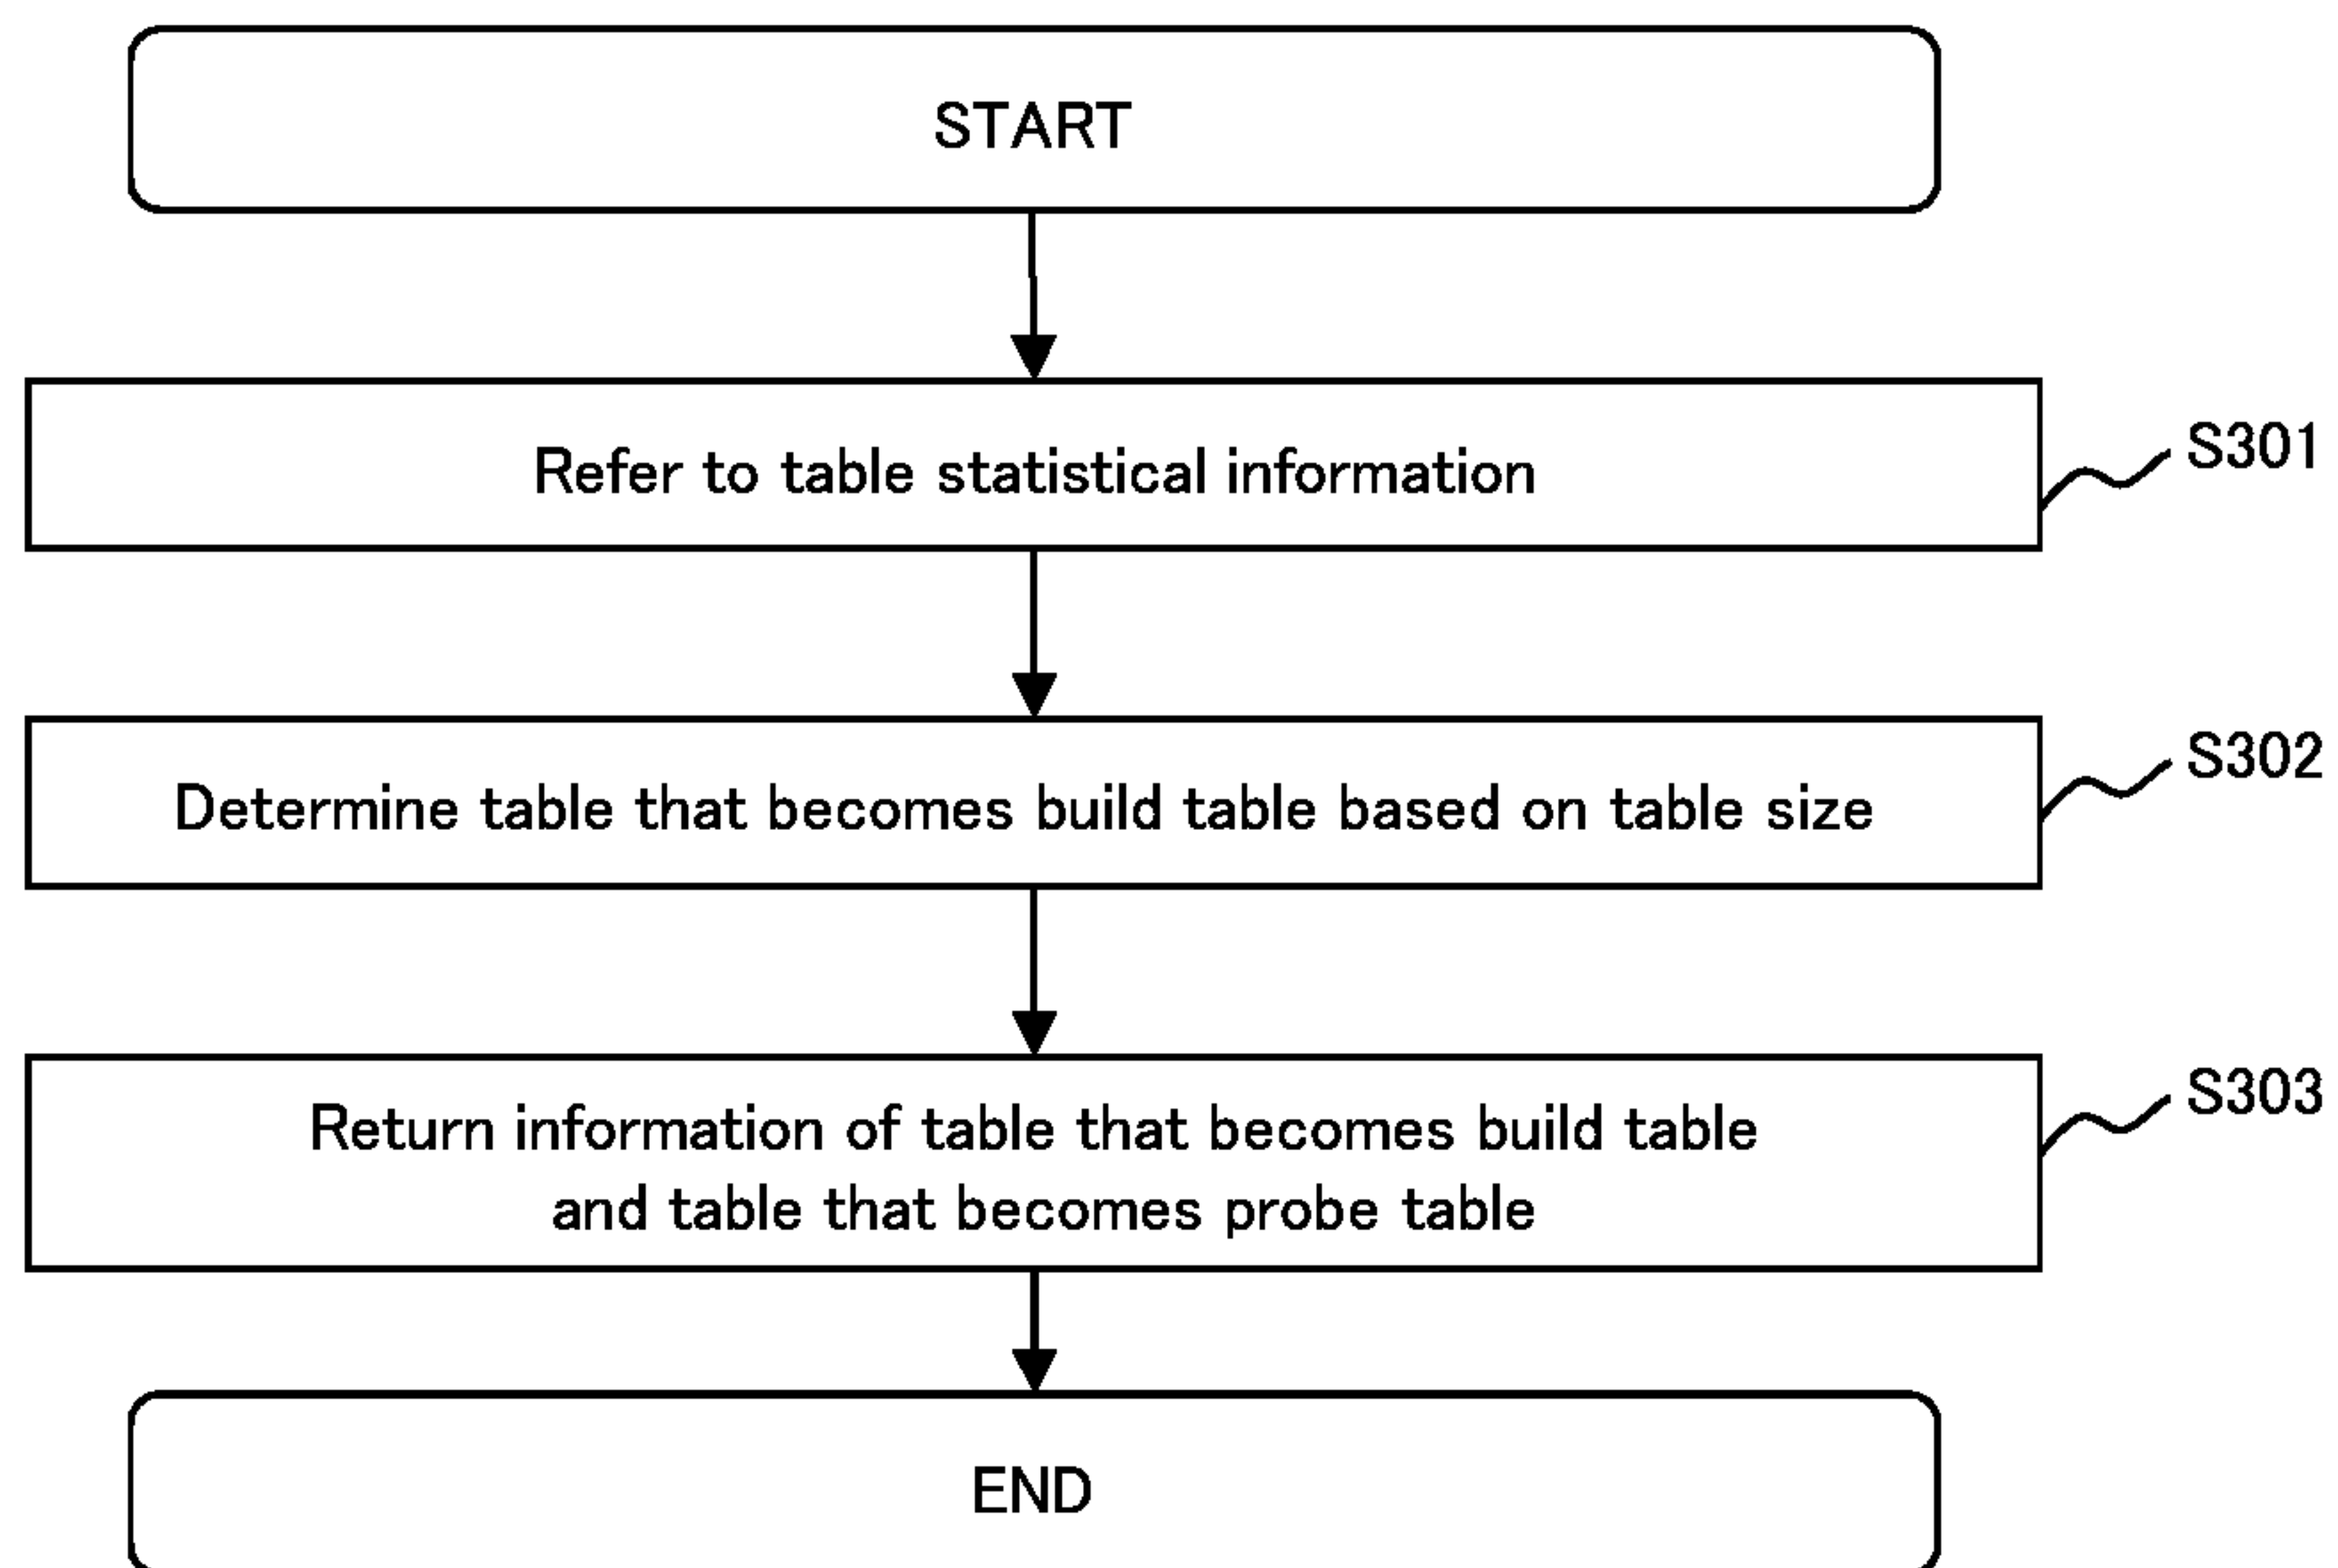 START
Refer to table statistical information
S301
Determine table that becomes build table based on table size
S302
Return information of table that becomes build table
and table that becomes probe table
S303
END